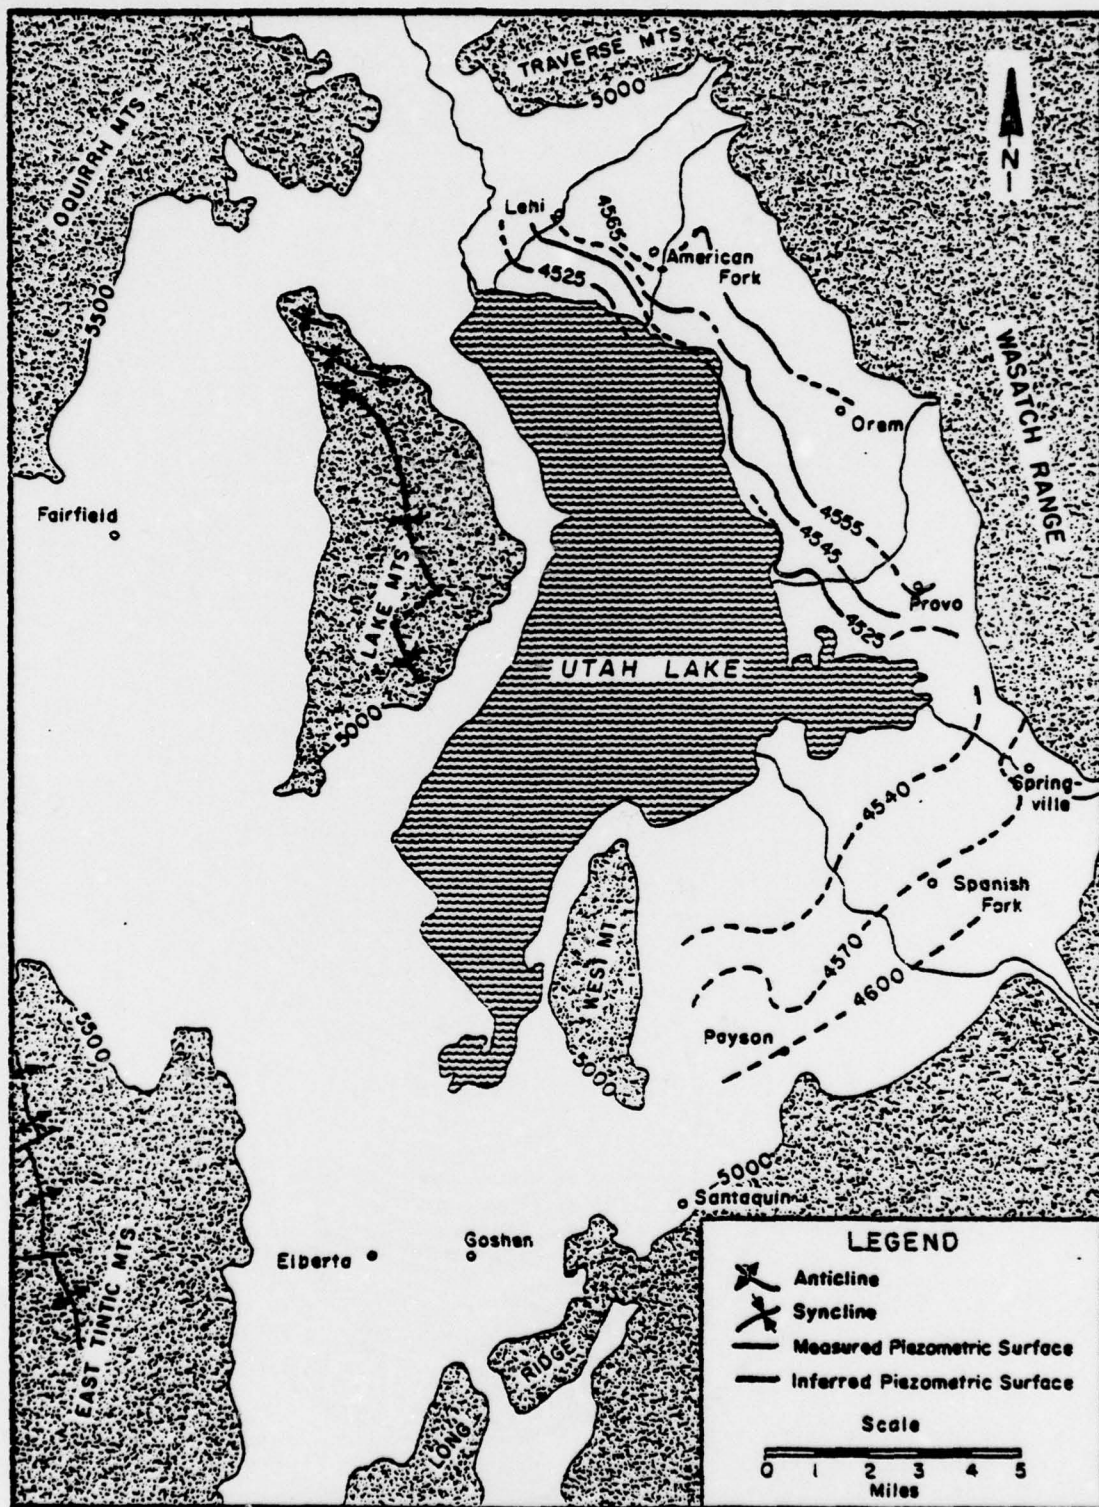 TRAVERSE MTS
5000
OQUIRRH MTS
N
Lehi
4565
American
Fork
4525
5500
WASATCH RANGE
Orem
Fairfield
4555
4545
LAKE MTS
Provo
4525
UTAH LAKE
5000
Spring-
ville
4540
Spanish
Fork
4570
WEST MT
4600
5500
Payson
5000
5000
Santaquin
EAST TINTIC MTS
Elberta
Goshen
RIDGE
LONG
LEGEND
Anticline
Syncline
Measured Piezometric Surface
Inferred Piezometric Surface
Scale
0 1 2 3 4 5
Miles